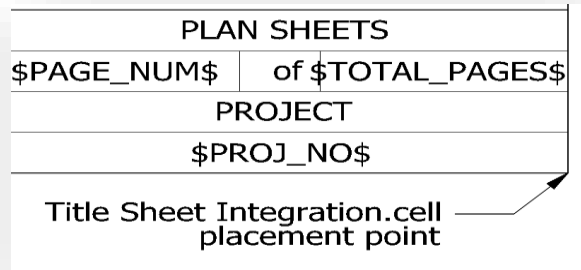 PLAN SHEETS
$PAGE_NUM$ of $TOTAL_PAGES$
PROJECT
$PROJ_NO$
Title Sheet Integration.cell
placement point